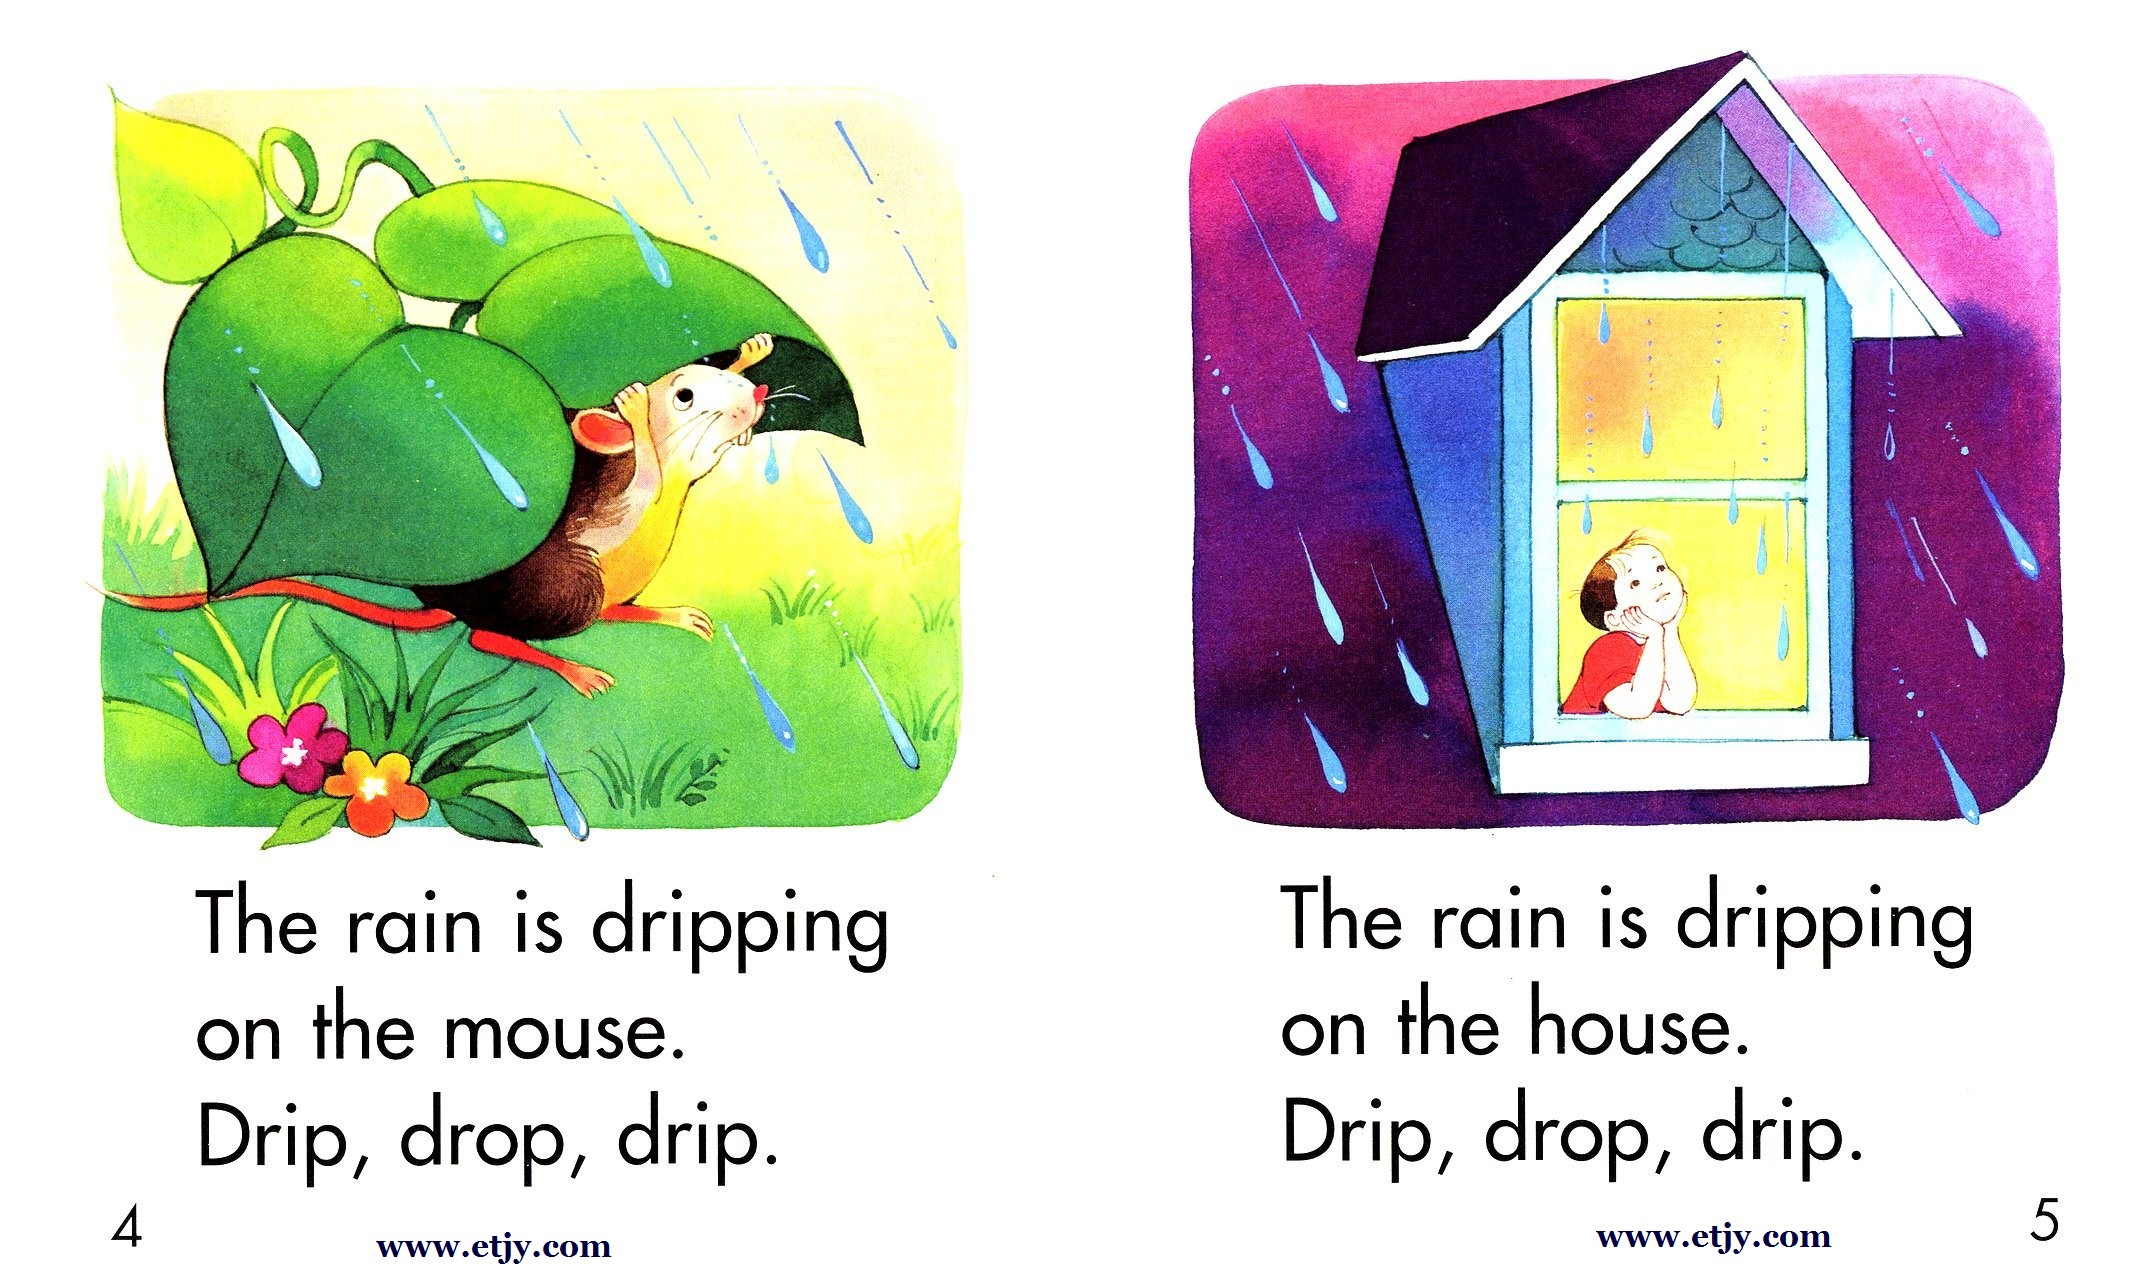 The rain is dripping
on the mouse.
Drip, drop, drip.
4
www.etjy.com
The rain is dripping
on the house.
Drip, drop, drip.
www.etjy.com
5